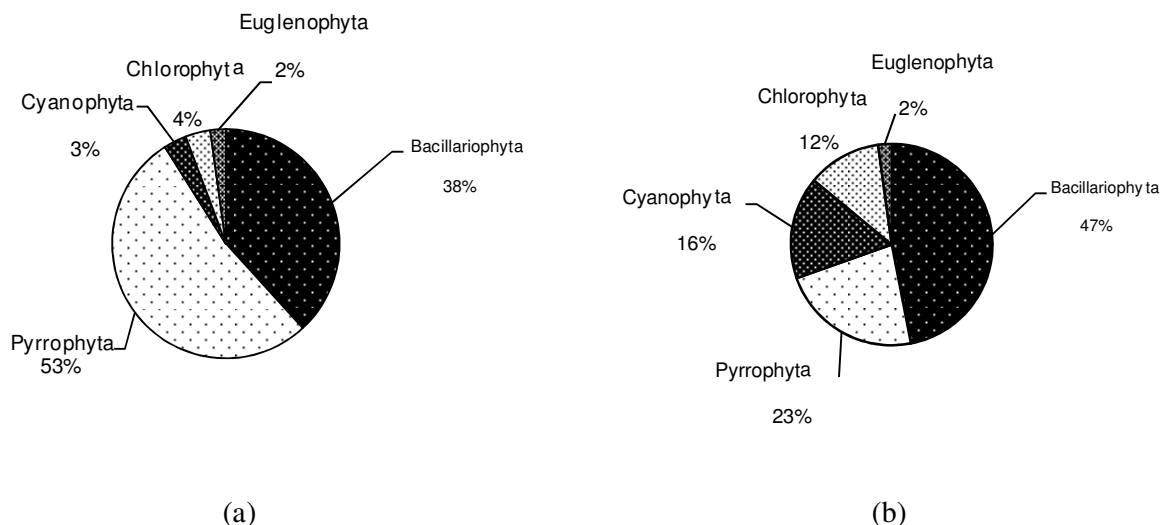 Euglenophyta
2%
Chlorophyta
4%
Cyanophyta
3%
Bacillariophyta
38%
Pyrrophyta
53%
(a)
Euglenophyta
2%
Chlorophyta
12%
Cyanophyta
16%
Bacillariophyta
47%
Pyrrophyta
23%
(b)